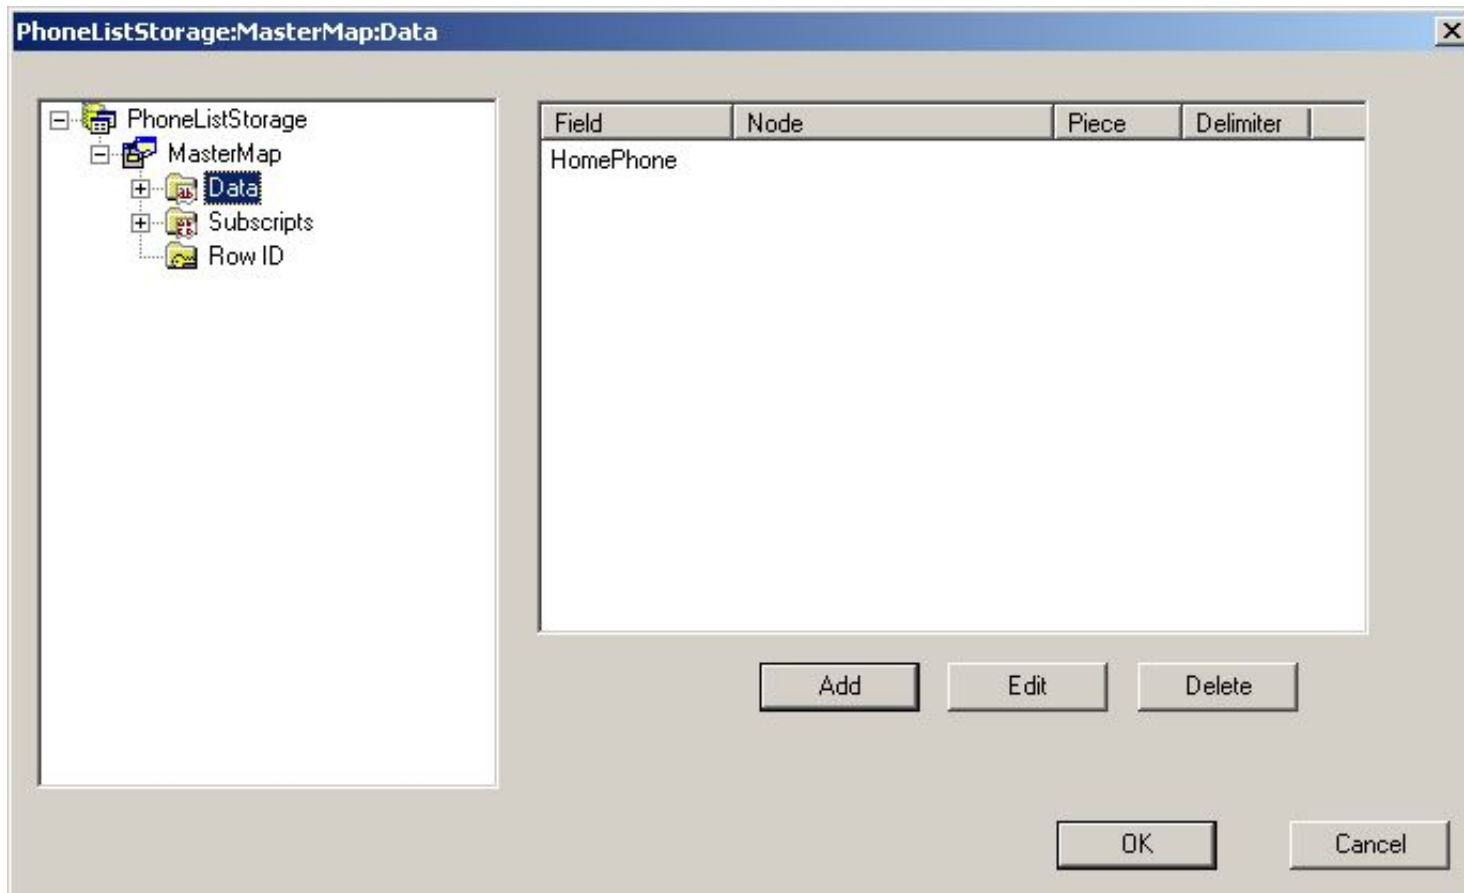 PhoneListStorage:MasterMap:Data
PhoneListStorage
MasterMap
Data
Subscripts
Row ID
Field Node Piece Delimiter
HomePhone
Add Edit Delete
OK Cancel